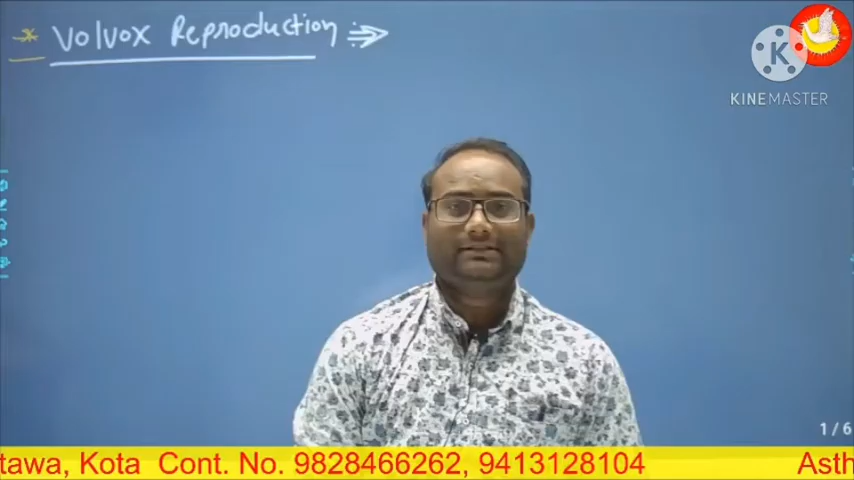 * Volvox Reproduction ⇒
KINEMASTER
1/6
tawa, KOTA Cont. No. 9828466262, 9413128104 Asth